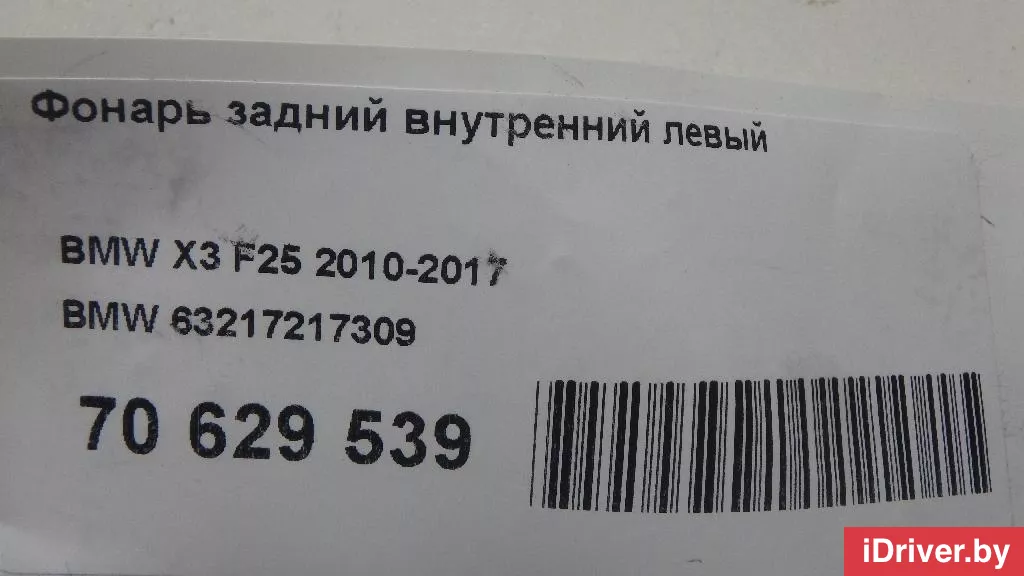 Фонарь задний внутренний левый
BMW X3 F25 2010-2017
BMW 63217217309
70 629 539
iDriver.by